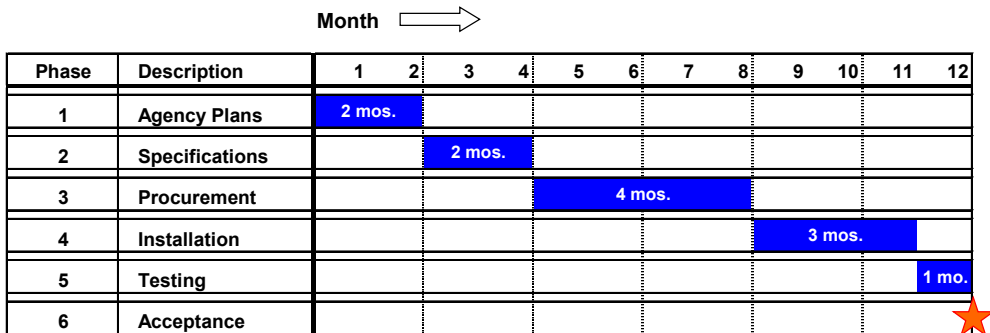 Month
Phase Description 1 2 3 4 5 6 7 8 9 10 11 12
1 Agency Plans 2 mos.
2 Specifications 2 mos.
3 Procurement 4 mos.
4 Installation 3 mos.
5 Testing 1 mo.
6 Acceptance